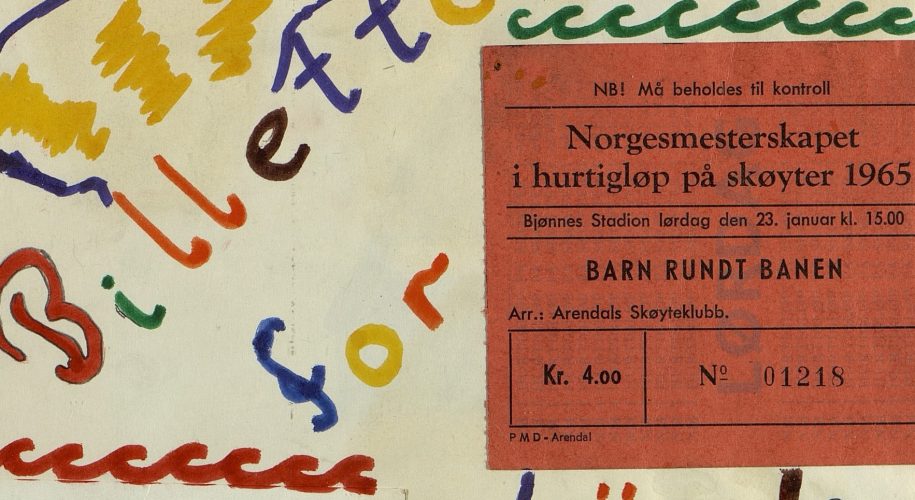 Billette
for
NB! Må beholdes til kontroll
Norgesmesterskapet
i hurtigløp på skøyter 1965
Bjønnes Stadion lørdag den 23. januar kl. 15.00
BARN RUNDT BANEN
Arr.: Arendals Skøyteklubb.
Kr. 4.00 Nº 01218
PMD - Arendal